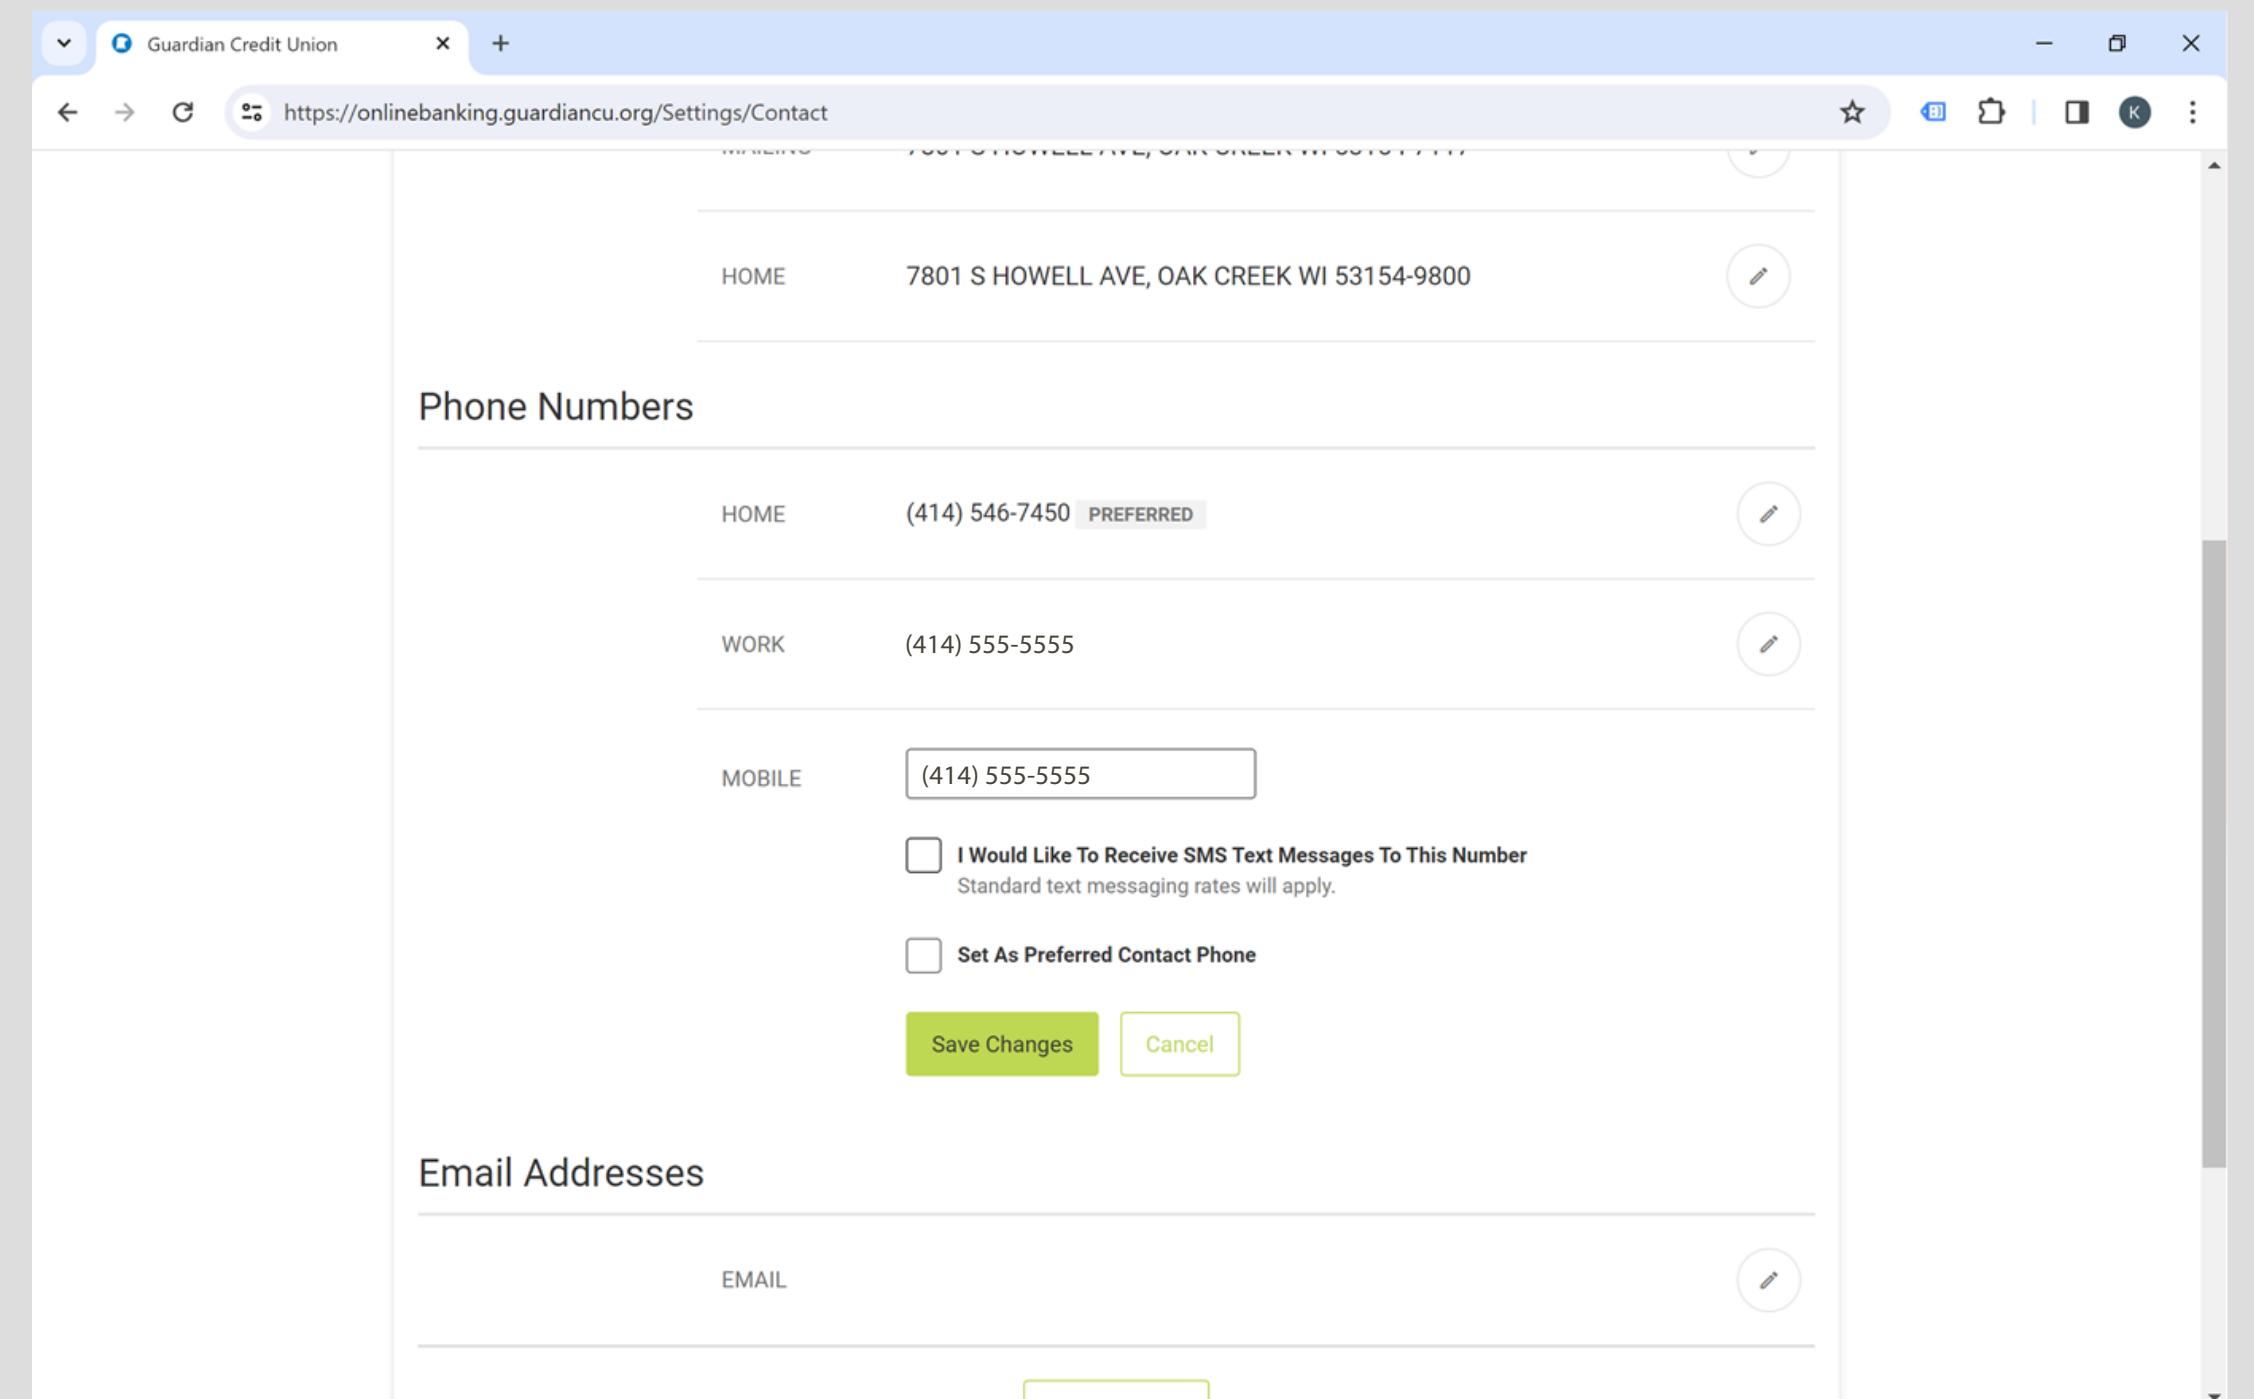 Guardian Credit Union
https://onlinebanking.guardiancu.org/Settings/Contact
K
HOME 7801 S HOWELL AVE, OAK CREEK WI 53154-9800
Phone Numbers
HOME (414) 546-7450 PREFERRED
WORK (414) 555-5555
MOBILE (414) 555-5555
I Would Like To Receive SMS Text Messages To This Number
Standard text messaging rates will apply.
Set As Preferred Contact Phone
Save Changes Cancel
Email Addresses
EMAIL